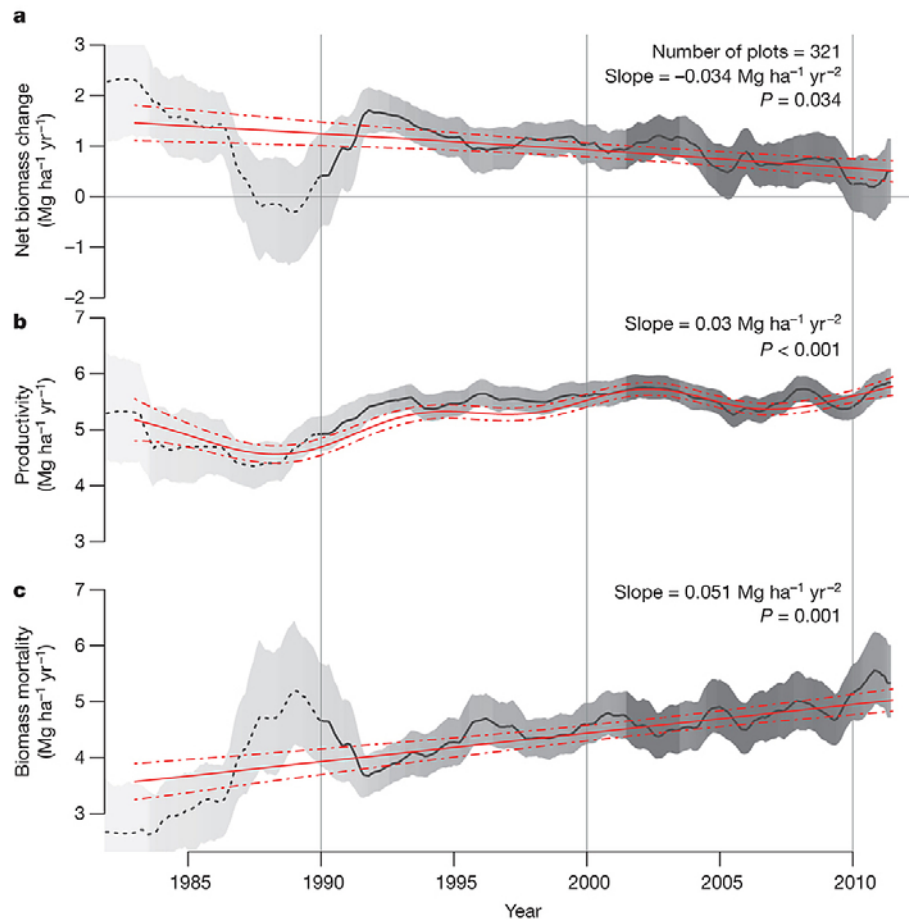 a
Net biomass change
(Mg ha⁻¹ yr⁻¹)
3
2
1
0
–1
–2
Number of plots = 321
Slope = –0.034 Mg ha⁻¹ yr⁻²
P = 0.034
b
Productivity
(Mg ha⁻¹ yr⁻¹)
7
6
5
4
3
Slope = 0.03 Mg ha⁻¹ yr⁻²
P < 0.001
c
Biomass mortality
(Mg ha⁻¹ yr⁻¹)
7
6
5
4
3
Slope = 0.051 Mg ha⁻¹ yr⁻²
P = 0.001
1985 1990 1995 2000 2005 2010
Year